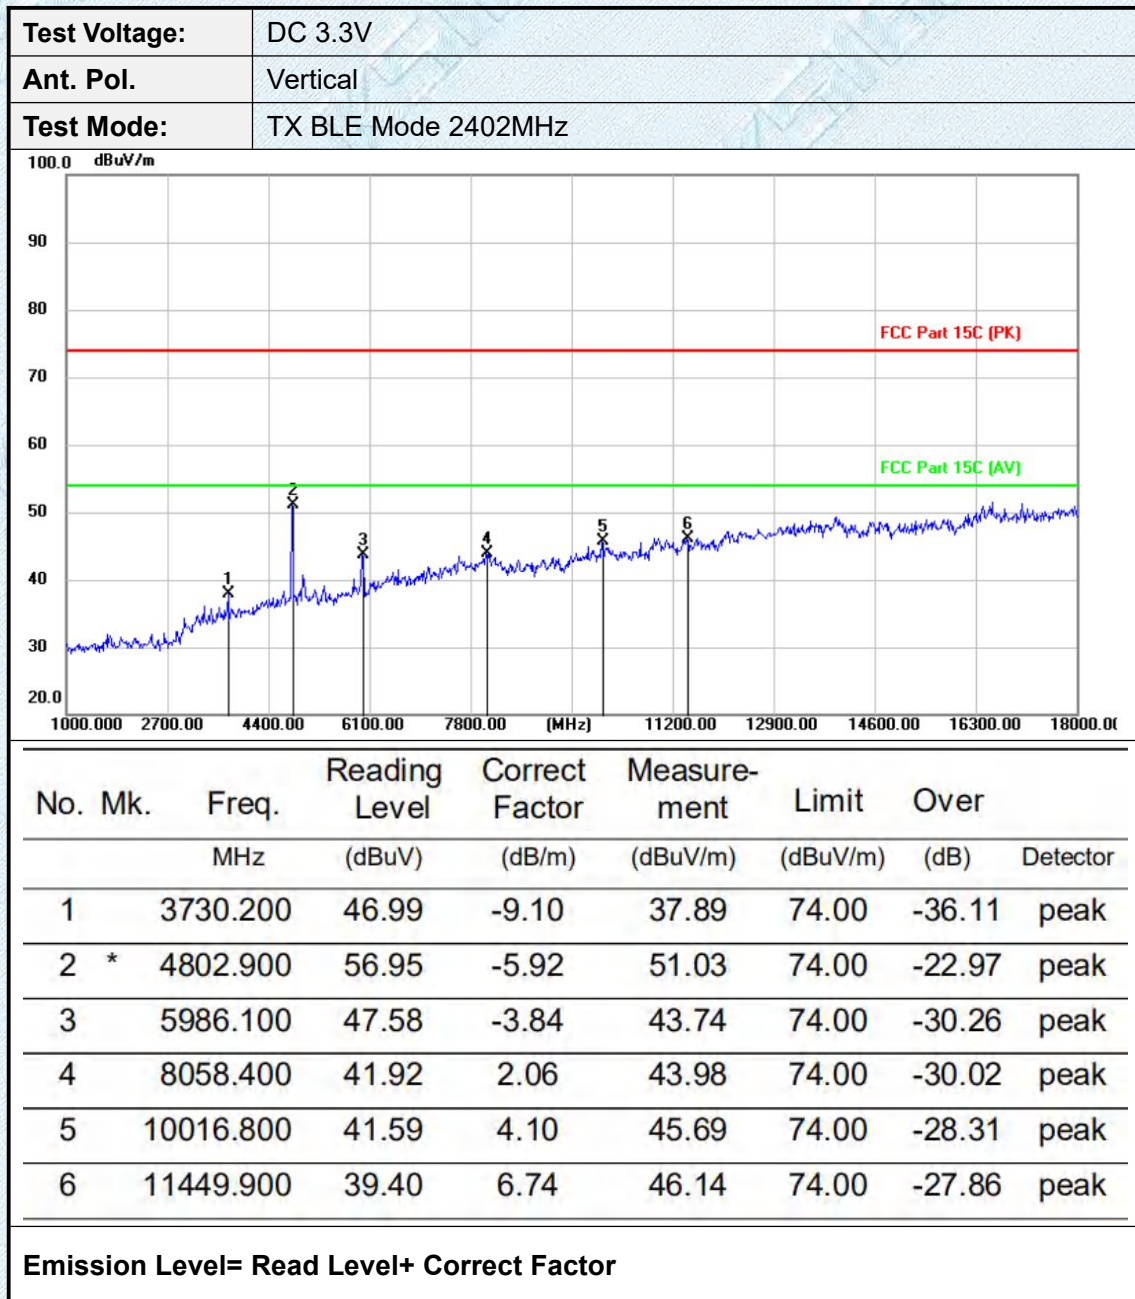 Test Voltage: DC 3.3V
Ant. Pol. Vertical
Test Mode: TX BLE Mode 2402MHz
100.0 dBuV/m
90
80
FCC Part 15C (PK)
70
60
FCC Part 15C (AV)
50
40
30
20.0
1 2 3 4 5 6
1000.000 2700.00 4400.00 6100.00 7800.00 (MHz) 11200.00 12900.00 14600.00 16300.00 18000.0
No. Mk. Freq. Reading Level Correct Factor Measure-ment Limit Over
MHz (dBuV) (dB/m) (dBuV/m) (dBuV/m) (dB) Detector
1 3730.200 46.99 -9.10 37.89 74.00 -36.11 peak
2 * 4802.900 56.95 -5.92 51.03 74.00 -22.97 peak
3 5986.100 47.58 -3.84 43.74 74.00 -30.26 peak
4 8058.400 41.92 2.06 43.98 74.00 -30.02 peak
5 10016.800 41.59 4.10 45.69 74.00 -28.31 peak
6 11449.900 39.40 6.74 46.14 74.00 -27.86 peak
Emission Level= Read Level+ Correct Factor